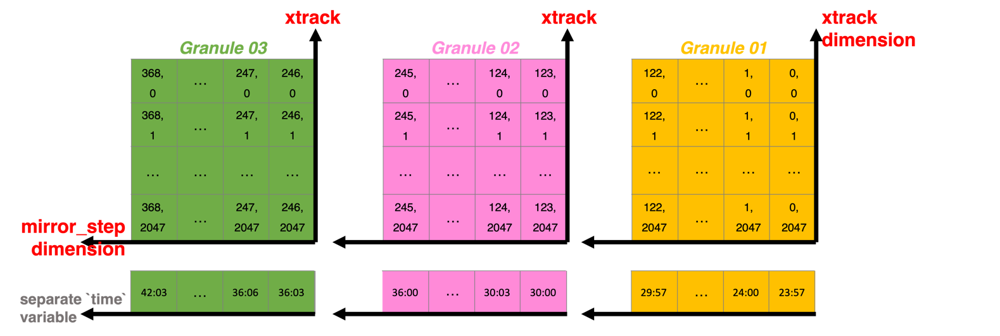 xtrack
xtrack
xtrack
dimension
Granule 03
Granule 02
Granule 01
368, ... 247, 246,
0 0 0
368, ... 247, 246,
1 1 1
... ... ... ...
368, ... 247, 246,
2047 2047 2047
245, ... 124, 123,
0 0 0
245, ... 124, 123,
1 1 1
... ... ... ...
245, ... 124, 123,
2047 2047 2047
122, ... 1, 0,
0 0 0
122, ... 1, 0,
1 1 1
... ... ... ...
122, ... 1, 0,
2047 2047 2047
mirror_step
dimension
separate `time`
variable
42:03 ... 36:06 36:03
36:00 ... 30:03 30:00
29:57 ... 24:00 23:57